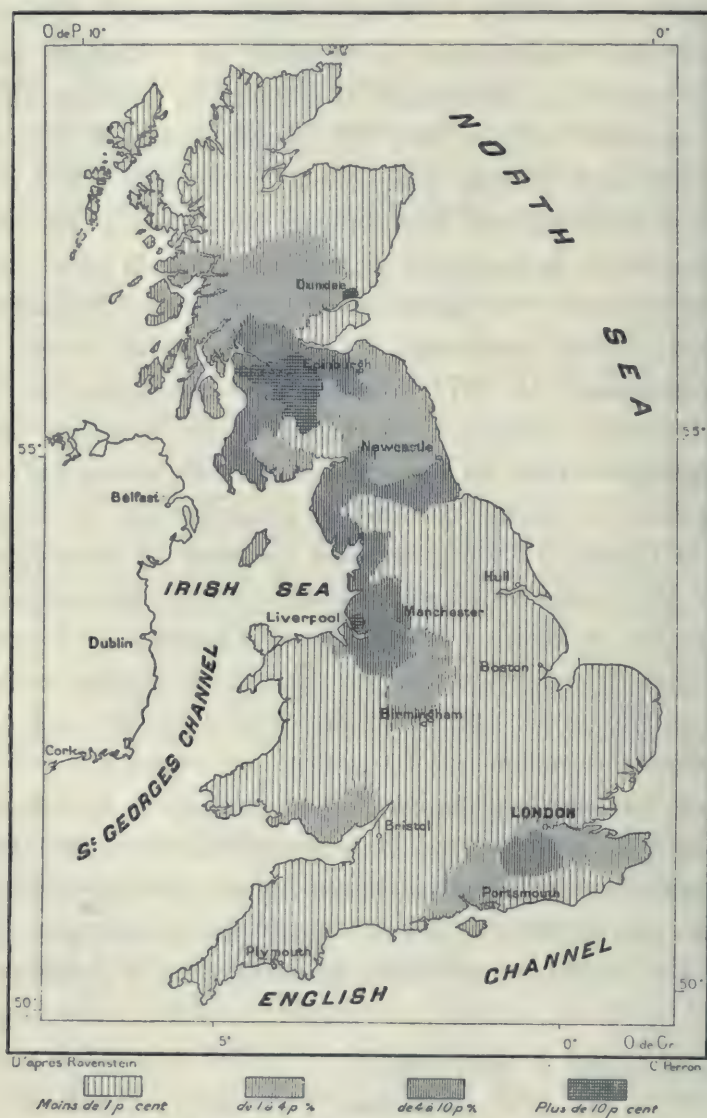 O de P. 10°
0°
NORTH
SEA
Dundee
Edinburgh
55°
55°
Newcastle
Belfast
IRISH SEA
Hull
Liverpool
Manchester
Dublin
Boston
Birmingham
Cork
ST GEORGES CHANNEL
LONDON
Bristol
Portsmouth
Plymouth
ENGLISH CHANNEL
50°
50°
5°
0°
O de Gr.
D'après Ravenstein
C. Perron
Moins de 1 p cent
de 1 à 4 p %
de 4 à 10 p %
Plus de 10 p cent